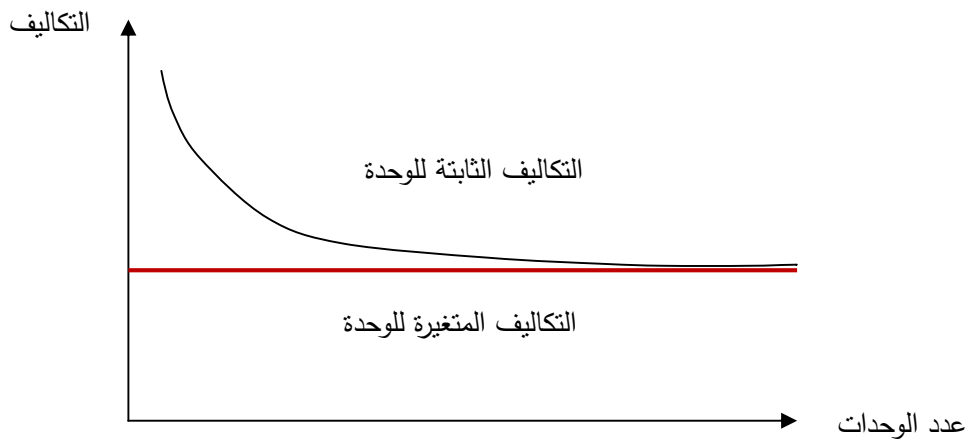 التكاليف
التكاليف الثابتة للوحدة
التكاليف المتغيرة للوحدة
عدد الوحدات